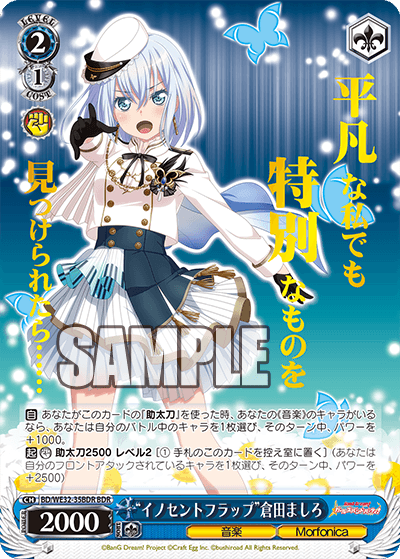 LEVEL
2
1
COST
平凡な私でも
特別なものを
見つけられたら……
SAMPLE
自 あなたがこのカードの「助太刀」を使った時、あなたの《音楽》のキャラがいる
なら、あなたは自分のバトル中のキャラを1枚選び、そのターン中、パワーを
+1000。
起 助太刀2500 レベル2 [① 手札のこのカードを控え室に置く] (あなたは
自分のフロントアタックされているキャラを1枚選び、そのターン中、パワーを
+2500)
CH BD/WE32-35BDR BDR
POWER 2000
“イノセントフラップ”倉田ましろ
音楽 Morfonica
©BanG Dream! Project ©Craft Egg Inc. ©bushiroad All Rights Reserved.